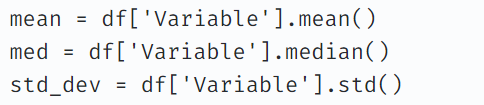 mean = df['Variable'].mean()
med = df['Variable'].median()
std_dev = df['Variable'].std()